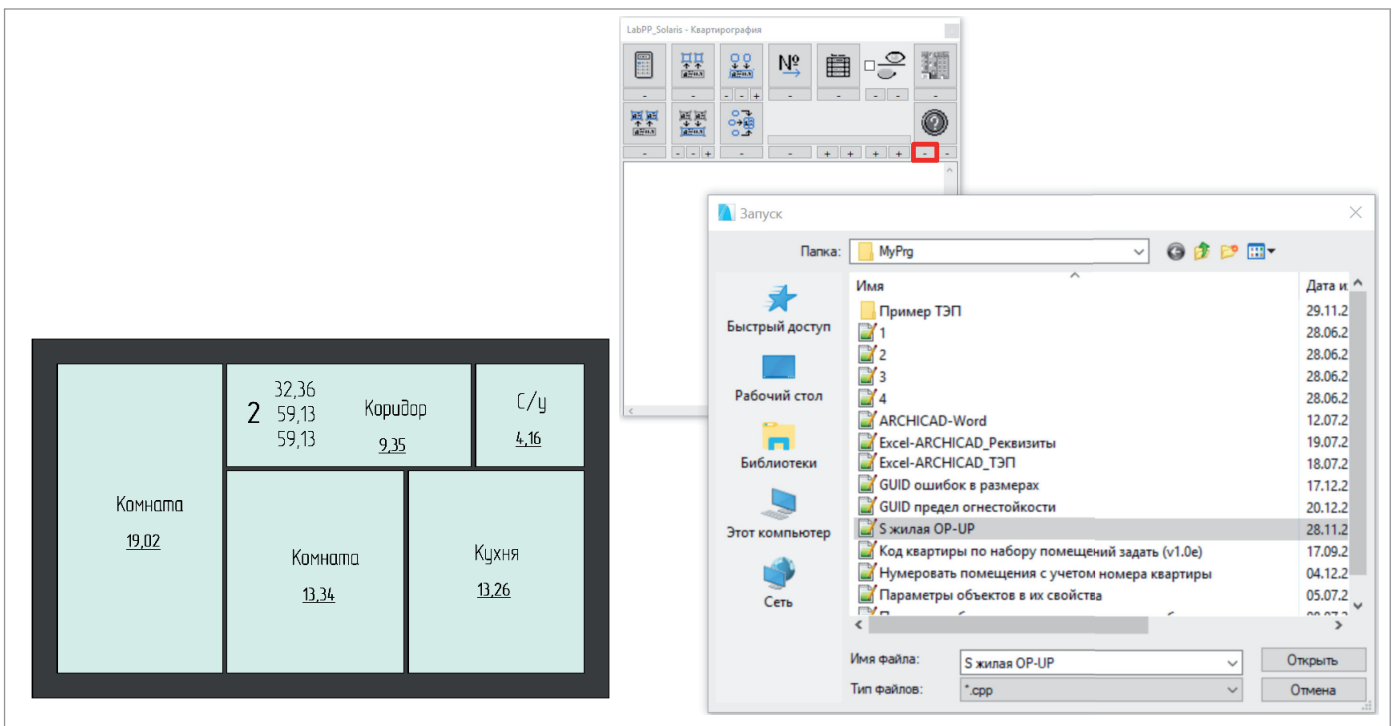 LabPP_Solaris - Квартирография
№
Запуск
Папка:
MyPrg
Имя
Дата и
Пример ТЭП
29.11.2
1
28.06.2
2
28.06.2
3
28.06.2
4
28.06.2
ARCHICAD-Word
12.07.2
Excel-ARCHICAD_Реквизиты
19.07.2
Excel-ARCHICAD_ТЭП
18.07.2
GUID ошибок в размерах
17.12.2
GUID предел огнестойкости
20.12.2
S жилая OP-UP
28.11.2
Код квартиры по набору помещений задать (v1.0e)
17.09.2
Нумеровать помещения с учетом номера квартиры
04.12.2
Параметры объектов в их свойства
05.07.2
Быстрый доступ
Рабочий стол
Библиотеки
Этот компьютер
Сеть
Имя файла:
S жилая OP-UP
Открыть
Тип файлов:
*.cpp
Отмена
32,36
2 59,13
59,13
Коридор
9,35
С/у
4,16
Комната
19,02
Комната
13,34
Кухня
13,26